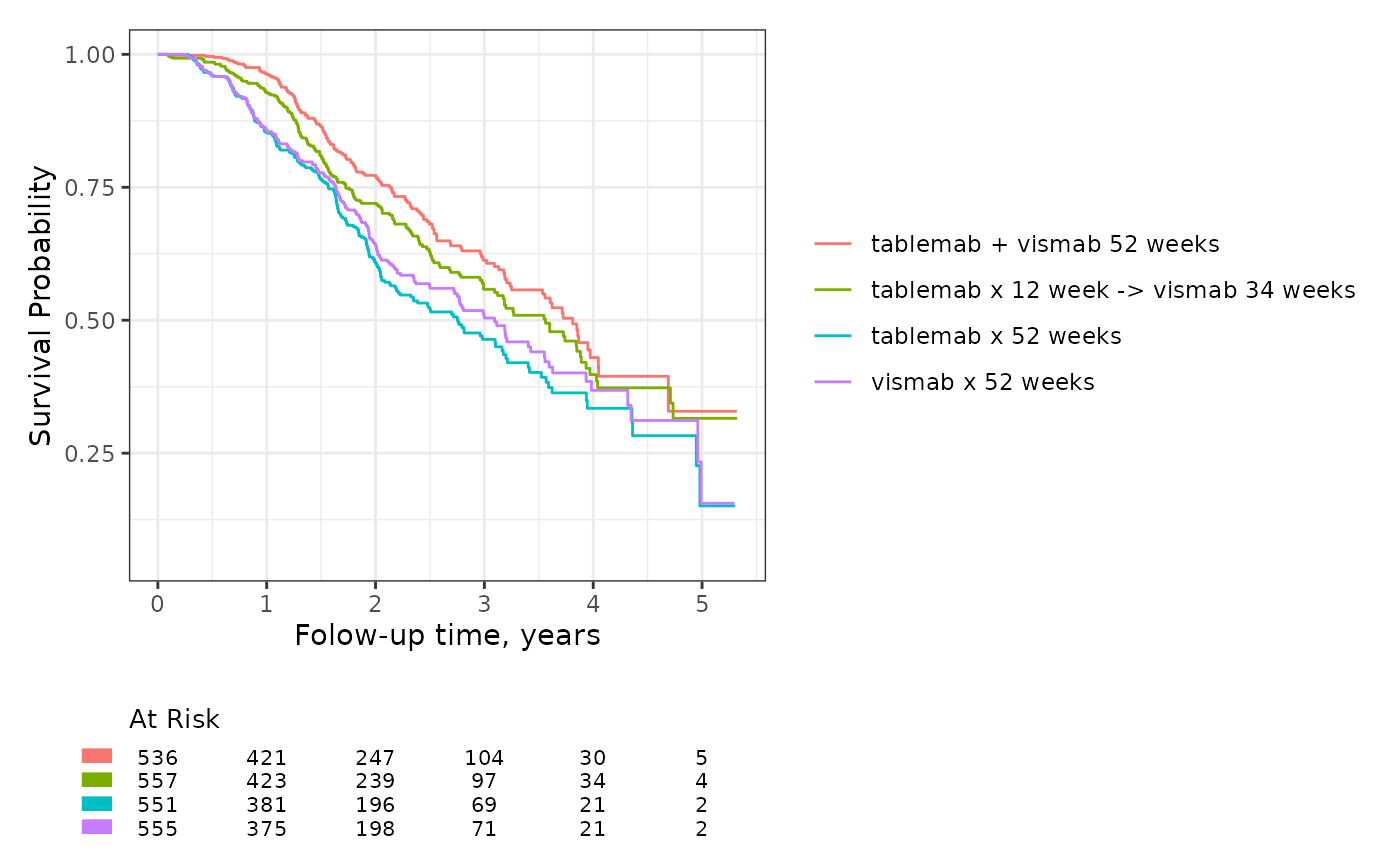 1.00
0.75
0.50
0.25
Survival Probability
0 1 2 3 4 5
Folow-up time, years
tablemab + vismab 52 weeks
tablemab x 12 week -> vismab 34 weeks
tablemab x 52 weeks
vismab x 52 weeks
At Risk
536 421 247 104 30 5
557 423 239 97 34 4
551 381 196 69 21 2
555 375 198 71 21 2